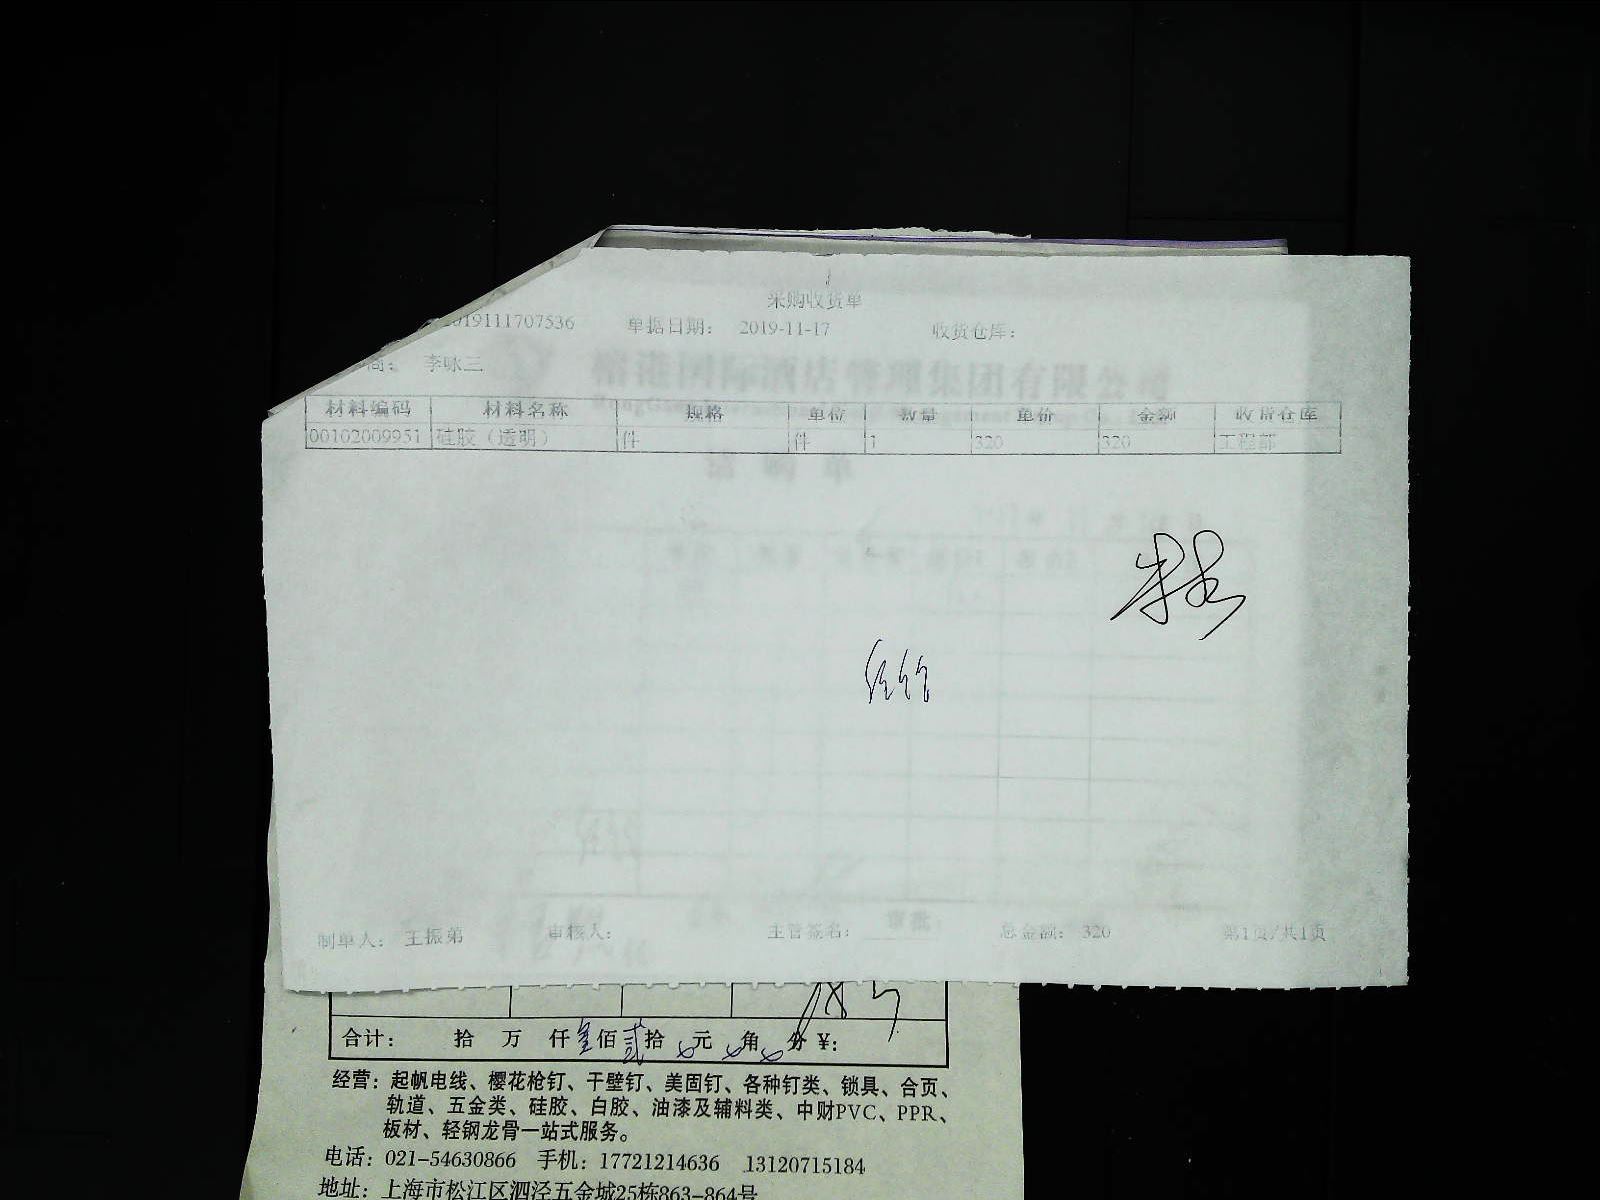 采购收货单
2019111707536 单据日期： 2019-11-17 收货仓库：
商： 李咏三
材料编码 材料名称 规格 单位 数量 单价 金额 收货仓库
00102009951 硅胶（透明） 件 件 1 320 320 工程部
制单人： 王振弟 审核人： 主管签名： 总金额： 320 第1页/共1页
合计： 拾 万 仟壹佰贰拾 元 角 分 ¥:
经营：起帆电线、樱花枪钉、干壁钉、美固钉、各种钉类、锁具、合页、
轨道、五金类、硅胶、白胶、油漆及辅料类、中财PVC、PPR、
板材、轻钢龙骨一站式服务。
电话：021-54630866 手机：17721214636 13120715184
地址：上海市松江区泗泾五金城25栋863-864号